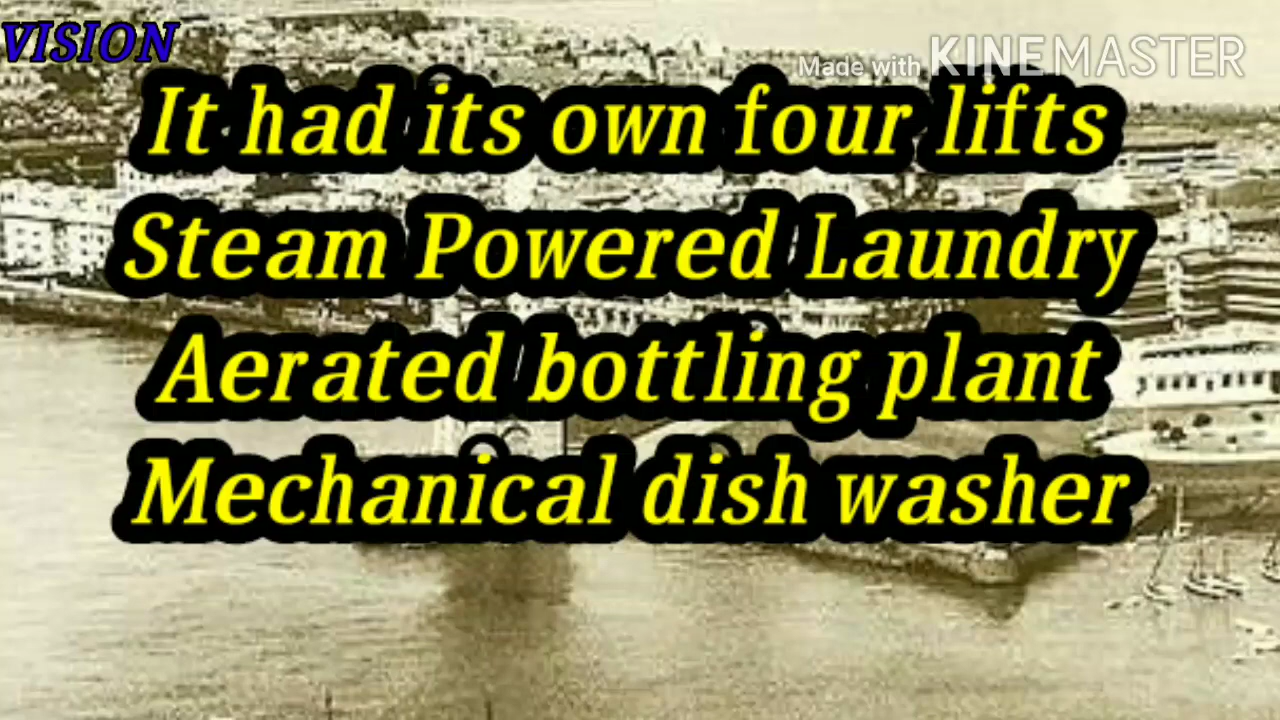 VISION
Made with KINEMASTER
It had its own four lifts
Steam Powered Laundry
Aerated bottling plant
Mechanical dish washer